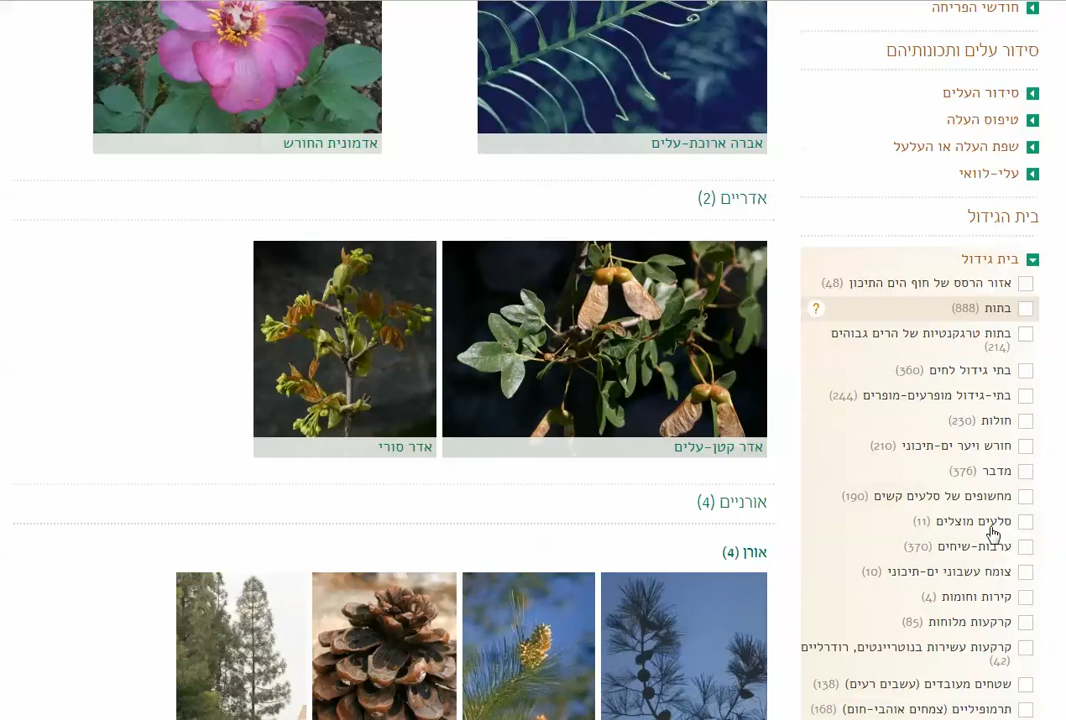 חודשי הפריחה
סידור עלים ותכונותיהם
סידור העלים
טיפוס העלה
שפת העלה או העלעל
עלי-לוואי
בית הגידול
בית גידול
אזור הרסס של חוף הים התיכון (48)
בתות (888)
?
בתות טרגקנטיות של הרים גבוהים
(214)
בתי גידול לחים (360)
בתי-גידול מופרעים-מופרים (244)
חולות (230)
חורש ויער ים-תיכוני (210)
מדבר (376)
מחשופים של סלעים קשים (190)
סלעים מוצלים (11)
ערבות-שיחים (370)
צומח עשבוני ים-תיכוני (10)
קירות וחומות (4)
קרקעות מלוחות (85)
קרקעות עשירות בנוטריינטים, רודרליים
(42)
שטחים מעובדים (עשבים רעים) (138)
תרמופיליים (צמחים אוהבי-חום) (168)
אברה ארוכת-עלים
אדמונית החורש
אדריים (2)
אדר קטן-עלים
אדר סורי
אורניים (4)
אורן (4)